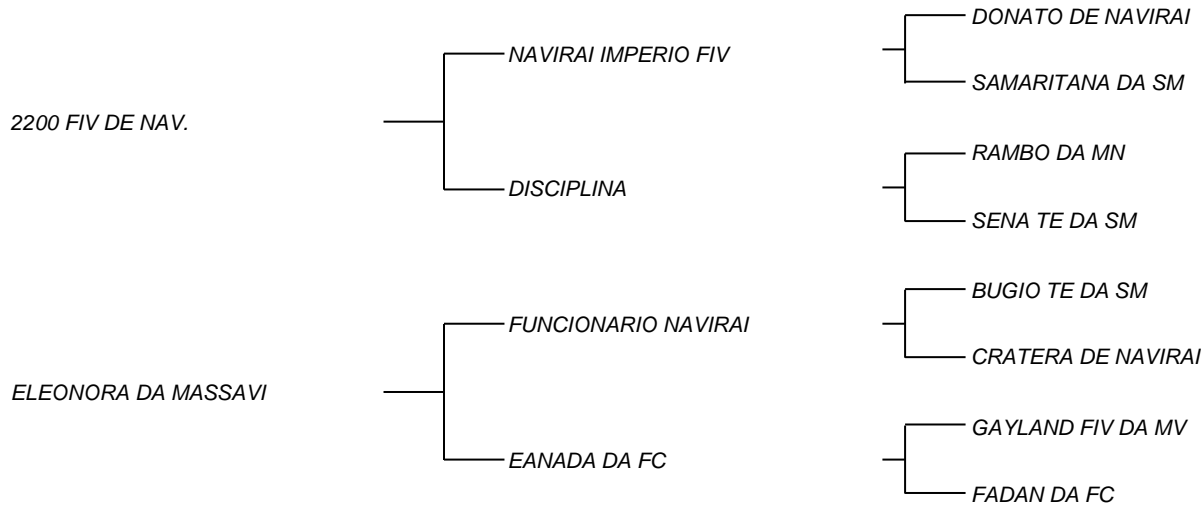 DONATO DE NAVIRAI
NAVIRAI IMPERIO FIV
SAMARITANA DA SM
2200 FIV DE NAV.
RAMBO DA MN
DISCIPLINA
SENA TE DA SM
BUGIO TE DA SM
FUNCIONARIO NAVIRAI
CRATERA DE NAVIRAI
ELEONORA DA MASSAVI
GAYLAND FIV DA MV
EANADA DA FC
FADAN DA FC